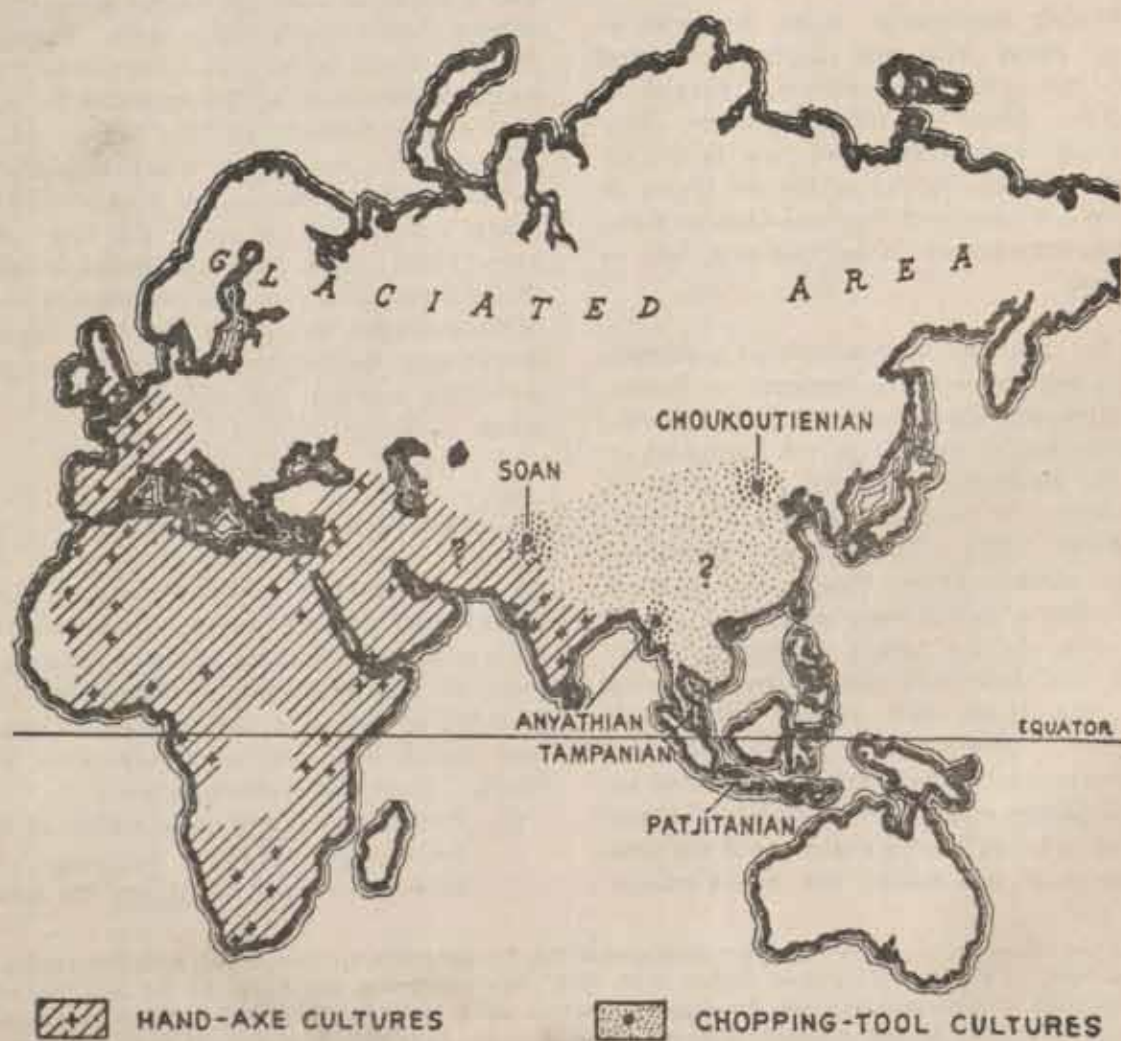 GLACIATED AREA
CHOUKOUTIENIAN
SOAN
?
?
ANYATHIAN
EQUATOR
TAMPANIAN
PATJITANIAN
HAND-AXE CULTURES
CHOPPING-TOOL CULTURES